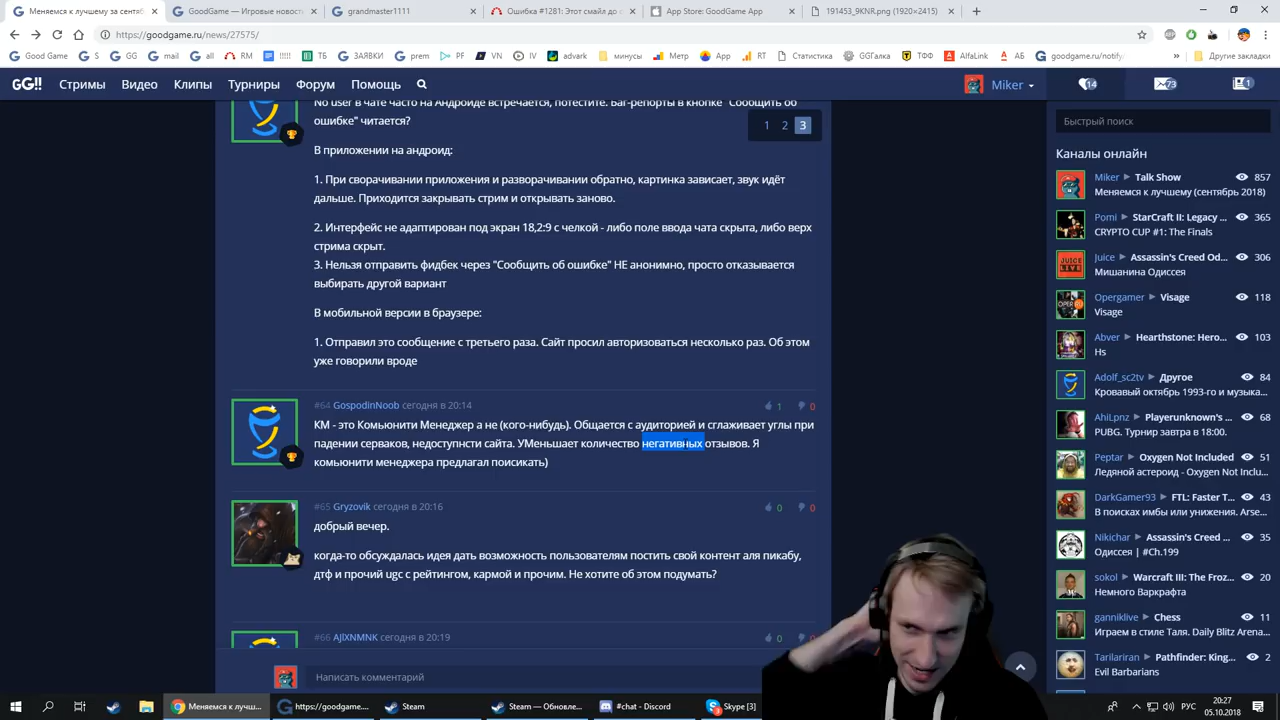 Меняемся к лучшему (сент
GoodGame — Игровые новост
grandmaster1111
Ошибка #1281: Этот смайл до с
App Store: GoodGame
191453_9KNR.png (1920×2415)
https://goodgame.ru/news/27575/
Good Game
S
GG
mail
all
RM
!!!!!
ТБ
ЗАЯВКИ
prem
PF
VN
IV
advark
минусы
Метр
App
RT
Статистика
GGГалка
ТФФ
AlfaLink
АБ
goodgame.ru/notify
Другие закладки
GG!!
Стримы
Видео
Клипы
Турниры
Форум
Помощь
Miker
14
73
1
No user в чате часто на Андроиде встречается, потестите. Баг-репорты в кнопке "Сообщить об
ошибке" читается?
1 2 3
В приложении на андроид:
1. При сворачивании приложения и разворачивании обратно, картинка зависает, звук идёт
дальше. Приходится закрывать стрим и открывать заново.
2. Интерфейс не адаптирован под экран 18,2:9 с челкой - либо поле ввода чата скрыта, либо верх
стрима скрыт.
3. Нельзя отправить фидбек через "Сообщить об ошибке" НЕ анонимно, просто отказывается
выбирать другой вариант
В мобильной версии в браузере:
1. Отправил это сообщение с третьего раза. Сайт просил авторизоваться несколько раз. Об этом
уже говорили вроде
#64 GospodinNoob сегодня в 20:14
1 0
КМ - это Комьюнити Менеджер а не (кого-нибудь). Общается с аудиторией и сглаживает углы при
падении серваков, недоступнсти сайта. УМеньшает количество негативных отзывов. Я
комьюнити менеджера предлагал поисикать)
#65 Gryzovik сегодня в 20:16
0 0
добрый вечер.
когда-то обсуждалась идея дать возможность пользователям постить свой контент аля пикабу,
дтф и прочий ugc с рейтингом, кармой и прочим. Не хотите об этом подумать?
#66 AJIXNMNK сегодня в 20:19
0 0
Написать комментарий
Быстрый поиск
Каналы онлайн
Miker Talk Show 857
Меняемся к лучшему (сентябрь 2018)
Pomi StarCraft II: Legacy ... 365
CRYPTO CUP #1: The Finals
Juice Assassin's Creed Od... 306
Мишанина Одиссея
Opergamer Visage 118
Visage
Abver Hearthstone: Hero... 103
Hs
Adolf_sc2tv Другое 84
Кровавый октябрь 1993-го и музыка...
AhiLpnz Playerunknown's ... 68
PUBG. Турнир завтра в 18:00.
Peptar Oxygen Not Included 51
Ледяной астероид - Oxygen Not Inclu...
DarkGamer93 FTL: Faster T... 43
В поисках имбы или унижения. Arse...
Nikichar Assassin's Creed ... 35
Одиссея | #Ch.199
sokol Warcraft III: The Froz... 20
Немного Варкрафта
ganniklive Chess 11
Играем в стиле Таля. Daily Blitz Arena...
Tarilariran Pathfinder: King... 2
Evil Barbarians
Меняемся к лучш...
https://goodgame....
Steam
Steam — Обновле...
#chat - Discord
Skype [3]
РУС
20:27
05.10.2018